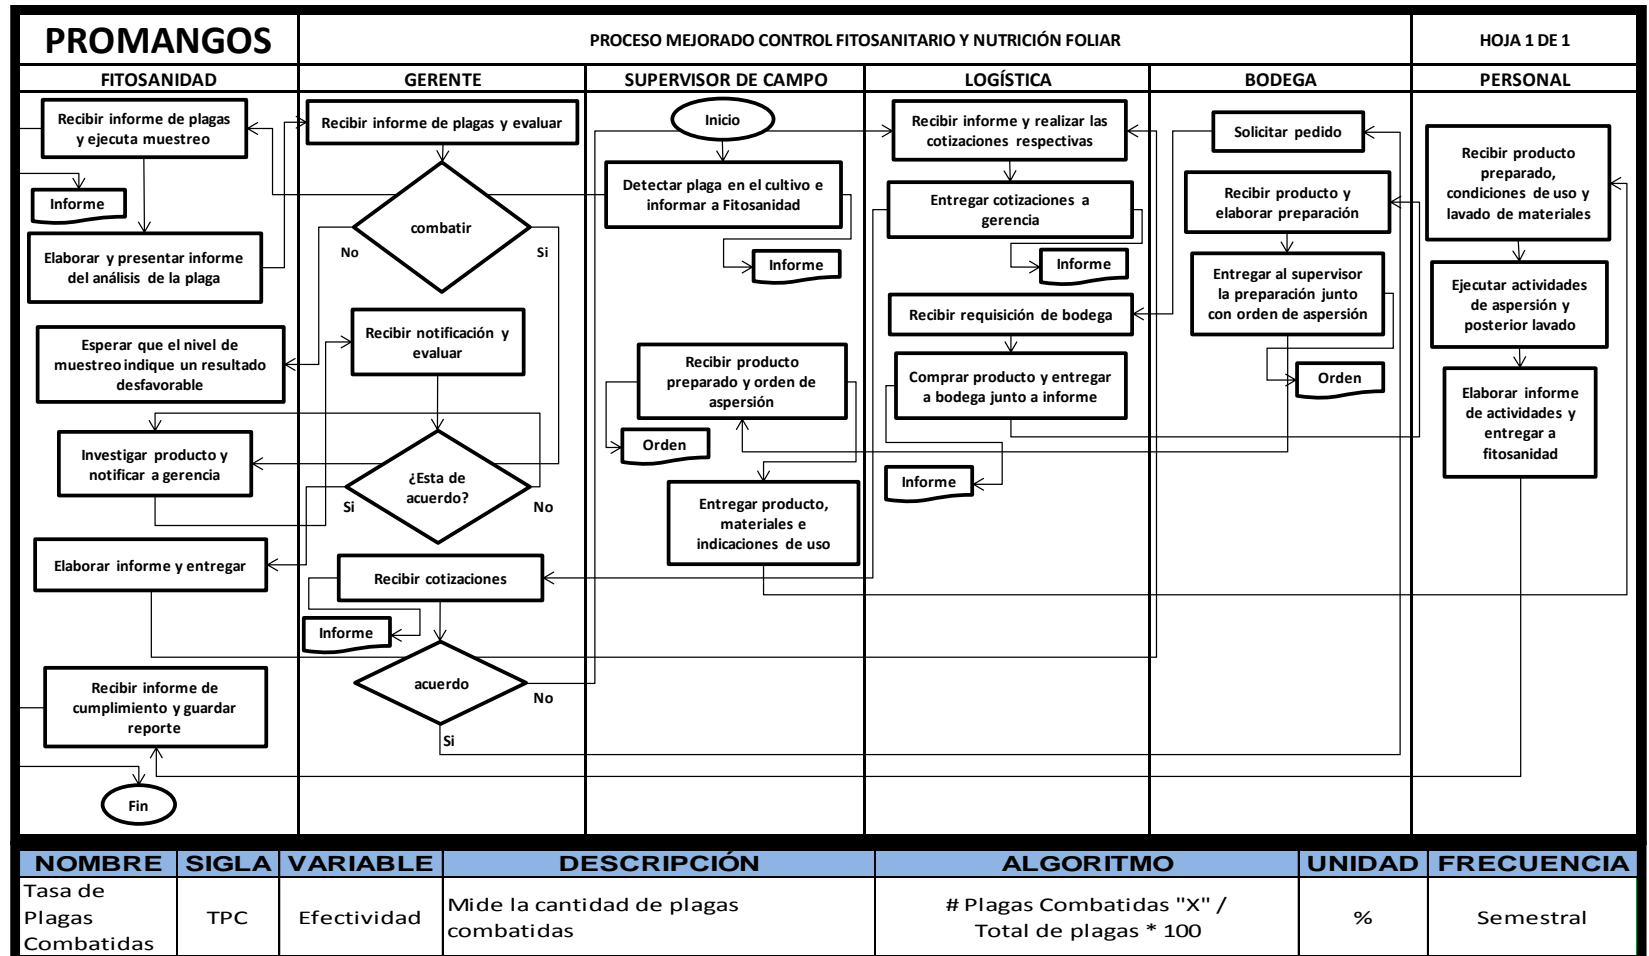 PROMANGOS
PROCESO MEJORADO CONTROL FITOSANITARIO Y NUTRICIÓN FOLIAR
HOJA 1 DE 1
FITOSANIDAD
GERENTE
SUPERVISOR DE CAMPO
LOGÍSTICA
BODEGA
PERSONAL
Recibir informe de plagas
y ejecuta muestreo
Informe
Elaborar y presentar informe
del análisis de la plaga
Esperar que el nivel de
muestreo indique un resultado
desfavorable
Investigar producto y
notificar a gerencia
Elaborar informe y entregar
Recibir informe de
cumplimiento y guardar
reporte
Fin
Recibir informe de plagas y evaluar
combatir
No
Si
Recibir notificación y
evaluar
¿Esta de
acuerdo?
Si
No
Recibir cotizaciones
Informe
acuerdo
No
Si
Inicio
Detectar plaga en el cultivo e
informar a Fitosanidad
Informe
Recibir producto
preparado y orden de
aspersión
Orden
Entregar producto,
materiales e
indicaciones de uso
Recibir informe y realizar las
cotizaciones respectivas
Entregar cotizaciones a
gerencia
Informe
Recibir requisición de bodega
Comprar producto y entregar
a bodega junto a informe
Informe
Solicitar pedido
Recibir producto y
elaborar preparación
Entregar al supervisor
la preparación junto
con orden de aspersión
Orden
Recibir producto
preparado,
condiciones de uso y
lavado de materiales
Ejecutar actividades
de aspersión y
posterior lavado
Elaborar informe
de actividades y
entregar a
fitosanidad
NOMBRE SIGLA VARIABLE DESCRIPCIÓN ALGORITMO UNIDAD FRECUENCIA
Tasa de
Plagas
Combatidas
TPC
Efectividad
Mide la cantidad de plagas
combatidas
# Plagas Combatidas "X" /
Total de plagas * 100
%
Semestral